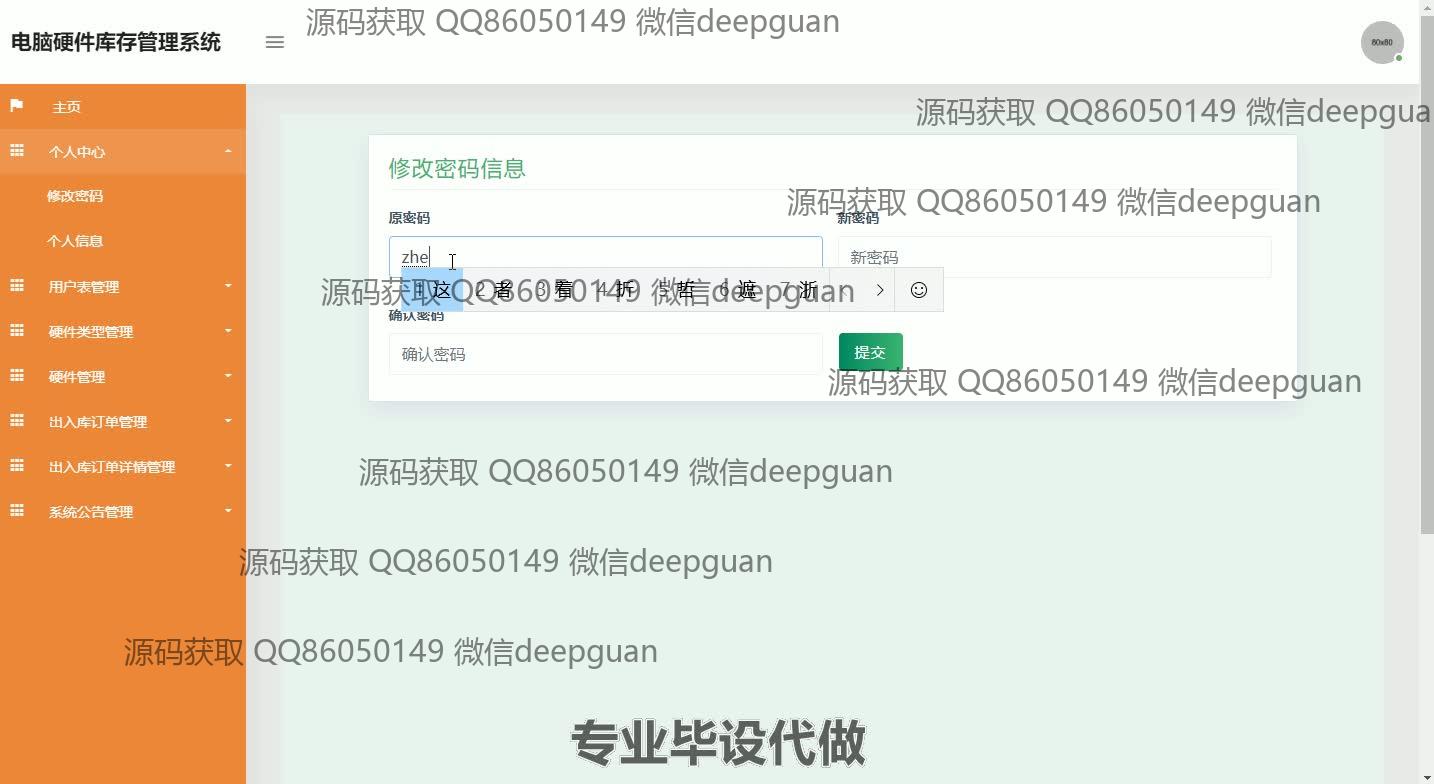 源码获取 QQ86050149 微信deepguan
电脑硬件库存管理系统
80x80
主页
源码获取 QQ86050149 微信deepgua
个人中心
修改密码信息
修改密码
源码获取 QQ86050149 微信deepguan
原密码
新密码
个人信息
zhe
新密码
用户表管理
源码获取 QQ86050149 微信deepguan
1 这 2 者 3 着 4 折 5 哲 6 遮 7 浙
确认密码
硬件类型管理
确认密码
提交
硬件管理
源码获取 QQ86050149 微信deepguan
出入库订单管理
出入库订单详情管理
源码获取 QQ86050149 微信deepguan
系统公告管理
源码获取 QQ86050149 微信deepguan
源码获取 QQ86050149 微信deepguan
专业毕设代做